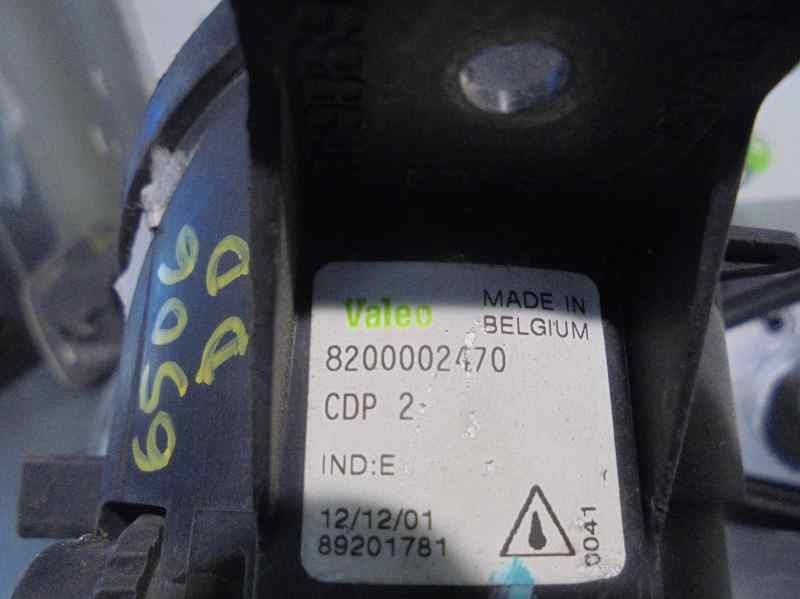 6506
DD
Valeo
MADE IN
BELGIUM
8200002470
CDP 2
IND:E
12/12/01
89201781
0041